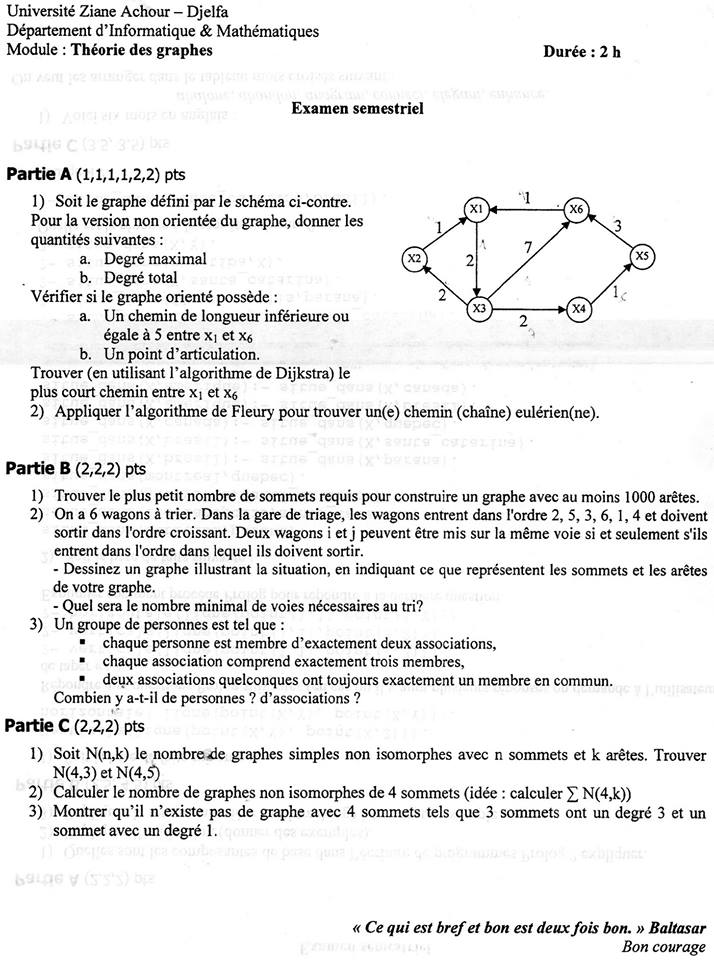 Université Ziane Achour – Djelfa
Département d'Informatique & Mathématiques
Module : Théorie des graphes
Durée : 2 h
Examen semestriel
Partie A (1,1,1,1,2,2) pts
1) Soit le graphe défini par le schéma ci-contre.
Pour la version non orientée du graphe, donner les
quantités suivantes :
a. Degré maximal
b. Degré total
Vérifier si le graphe orienté possède :
a. Un chemin de longueur inférieure ou
égale à 5 entre x1 et x6
b. Un point d'articulation.
Trouver (en utilisant l'algorithme de Dijkstra) le
plus court chemin entre x1 et x6
X1
1
X6
1
7
3
X2
2
X5
2
X3
2
X4
1
2) Appliquer l'algorithme de Fleury pour trouver un(e) chemin (chaîne) eulérien(ne).
Partie B (2,2,2) pts
1) Trouver le plus petit nombre de sommets requis pour construire un graphe avec au moins 1000 arêtes.
2) On a 6 wagons à trier. Dans la gare de triage, les wagons entrent dans l'ordre 2, 5, 3, 6, 1, 4 et doivent
sortir dans l'ordre croissant. Deux wagons i et j peuvent être mis sur la même voie si et seulement s'ils
entrent dans l'ordre dans lequel ils doivent sortir.
- Dessinez un graphe illustrant la situation, en indiquant ce que représentent les sommets et les arêtes
de votre graphe.
- Quel sera le nombre minimal de voies nécessaires au tri?
3) Un groupe de personnes est tel que :
▪ chaque personne est membre d'exactement deux associations,
▪ chaque association comprend exactement trois membres,
▪ deux associations quelconques ont toujours exactement un membre en commun.
Combien y a-t-il de personnes ? d'associations ?
Partie C (2,2,2) pts
1) Soit N(n,k) le nombre de graphes simples non isomorphes avec n sommets et k arêtes. Trouver
N(4,3) et N(4,5)
2) Calculer le nombre de graphes non isomorphes de 4 sommets (idée : calculer ∑ N(4,k))
3) Montrer qu'il n'existe pas de graphe avec 4 sommets tels que 3 sommets ont un degré 3 et un
sommet avec un degré 1.
« Ce qui est bref et bon est deux fois bon. » Baltasar
Bon courage